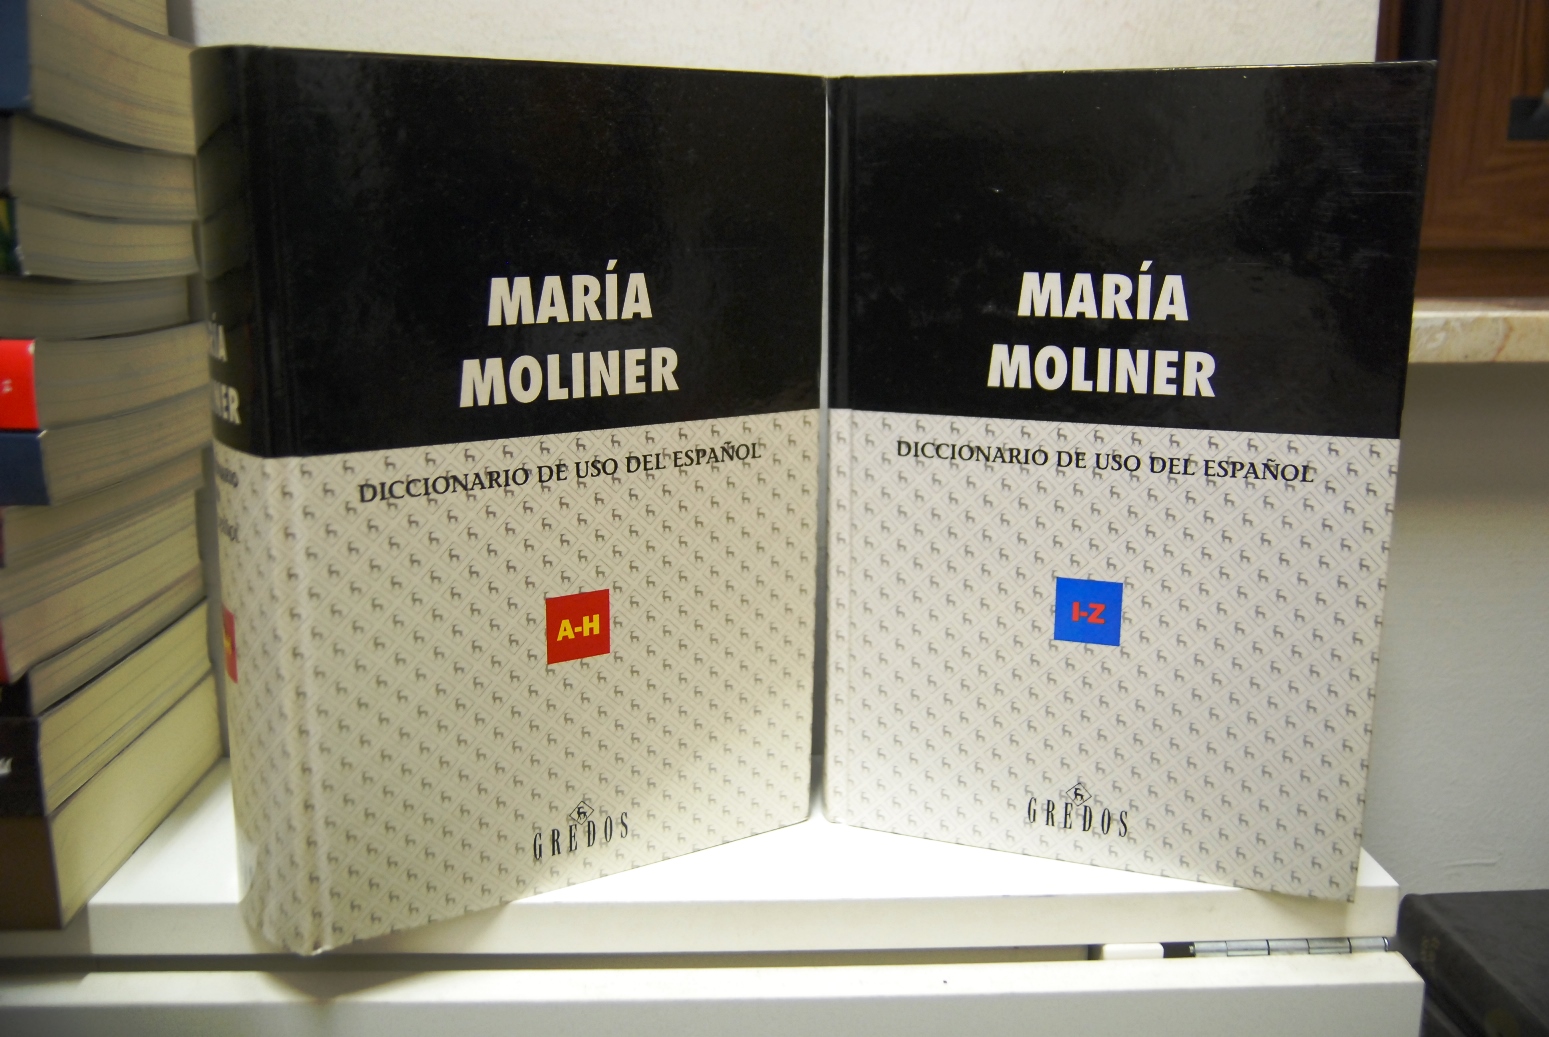 MARÍA
MOLINER
DICCIONARIO DE USO DEL ESPAÑOL
A-H
GREDOS
MARÍA
MOLINER
DICCIONARIO DE USO DEL ESPAÑOL
I-Z
GREDOS